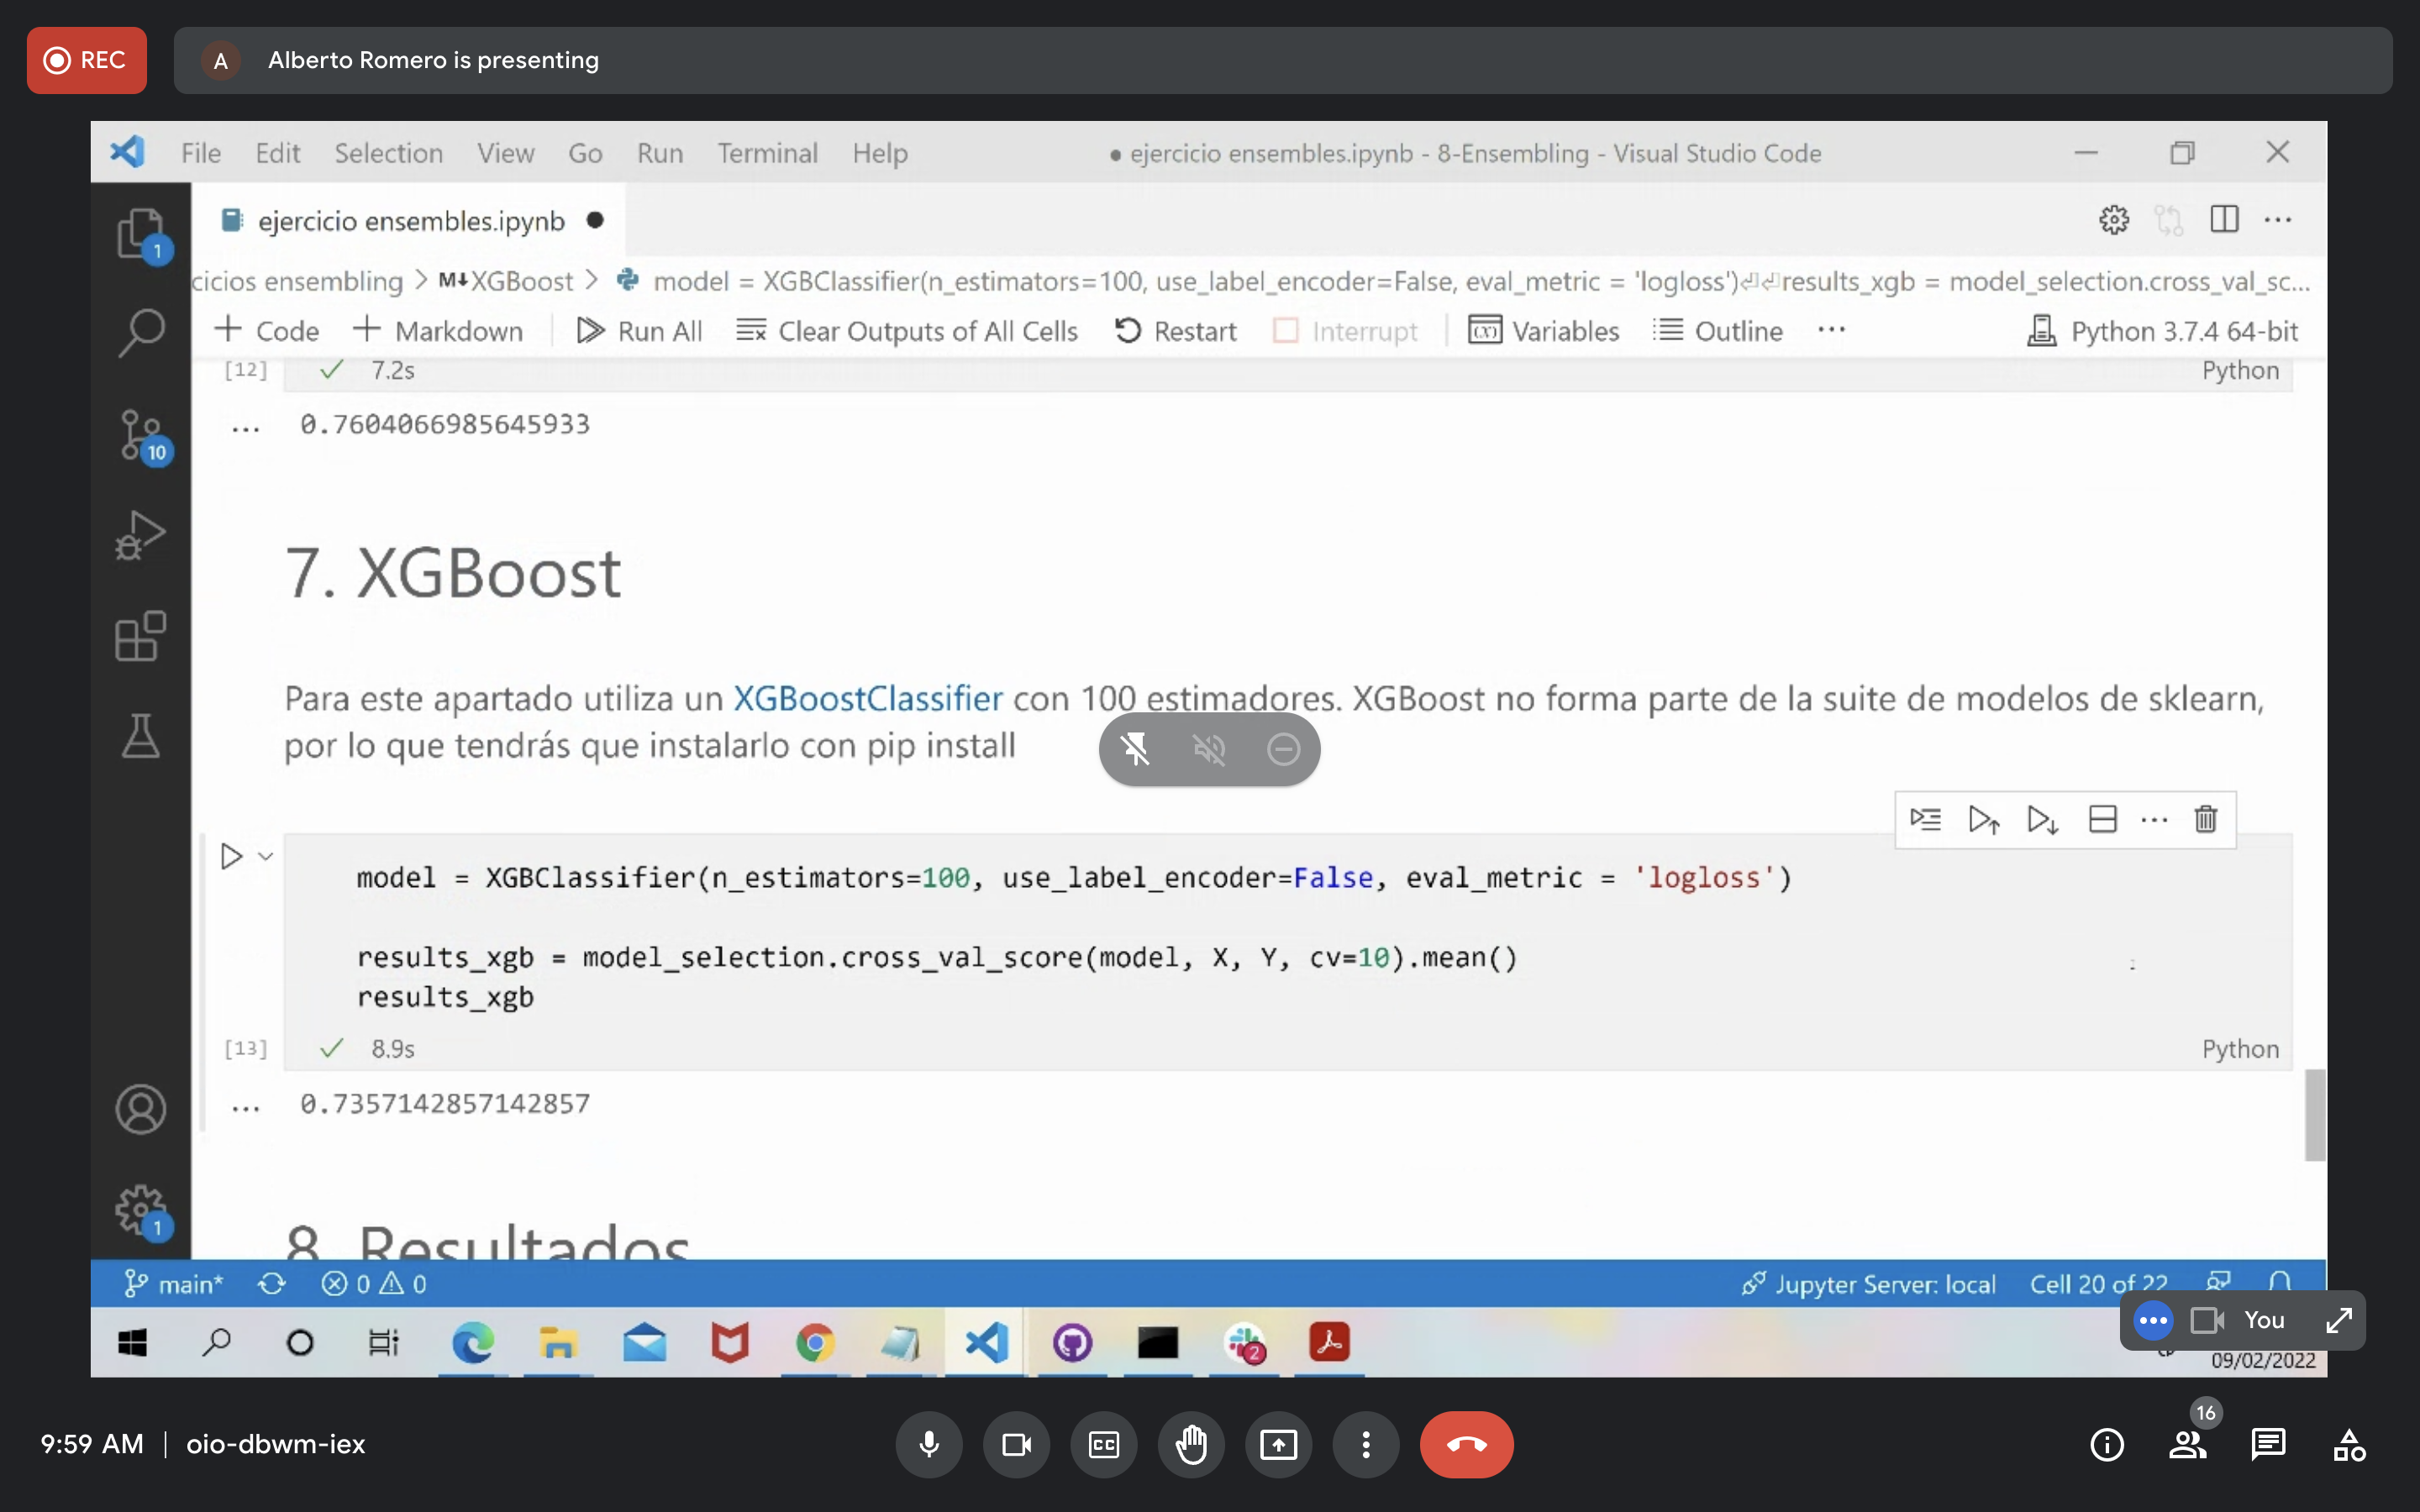 REC
A
Alberto Romero is presenting
File Edit Selection View Go Run Terminal Help
● ejercicio ensembles.ipynb - 8-Ensembling - Visual Studio Code
ejercicio ensembles.ipynb ●
1
cicios ensembling > M↓XGBoost > model = XGBClassifier(n_estimators=100, use_label_encoder=False, eval_metric = 'logloss')⏎⏎results_xgb = model_selection.cross_val_sc...
+ Code + Markdown Run All Clear Outputs of All Cells Restart Interrupt Variables Outline ... Python 3.7.4 64-bit
[12] ✓ 7.2s Python
... 0.7604066985645933
10
7. XGBoost
Para este apartado utiliza un XGBoostClassifier con 100 estimadores. XGBoost no forma parte de la suite de modelos de sklearn,
por lo que tendrás que instalarlo con pip install
model = XGBClassifier(n_estimators=100, use_label_encoder=False, eval_metric = 'logloss')
results_xgb = model_selection.cross_val_score(model, X, Y, cv=10).mean()
results_xgb
[13] ✓ 8.9s Python
... 0.7357142857142857
1
8. Resultados
main* 0 0 Jupyter Server: local Cell 20 of 22
You
2
09/02/2022
9:59 AM | oio-dbwm-iex
CC
16